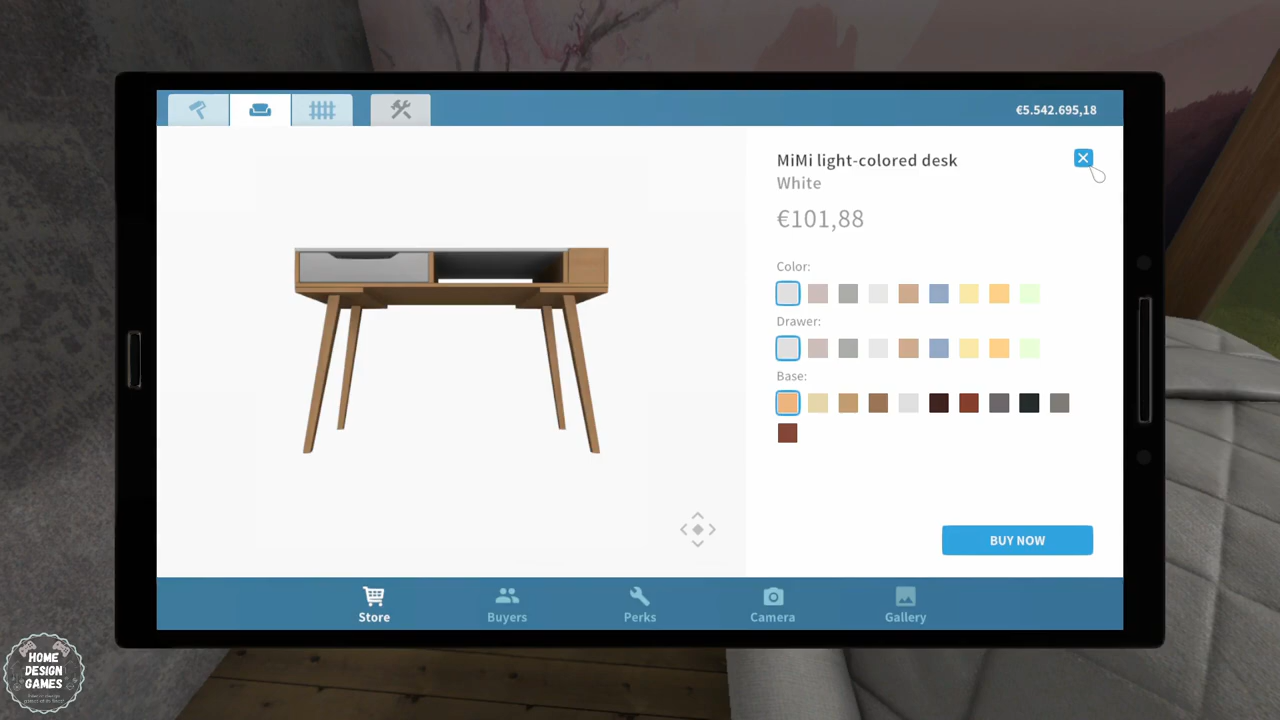 €5.542.695,18
MiMi light-colored desk
White
€101,88
Color:
Drawer:
Base:
BUY NOW
Store
Buyers
Perks
Camera
Gallery
HOME
DESIGN
GAMES